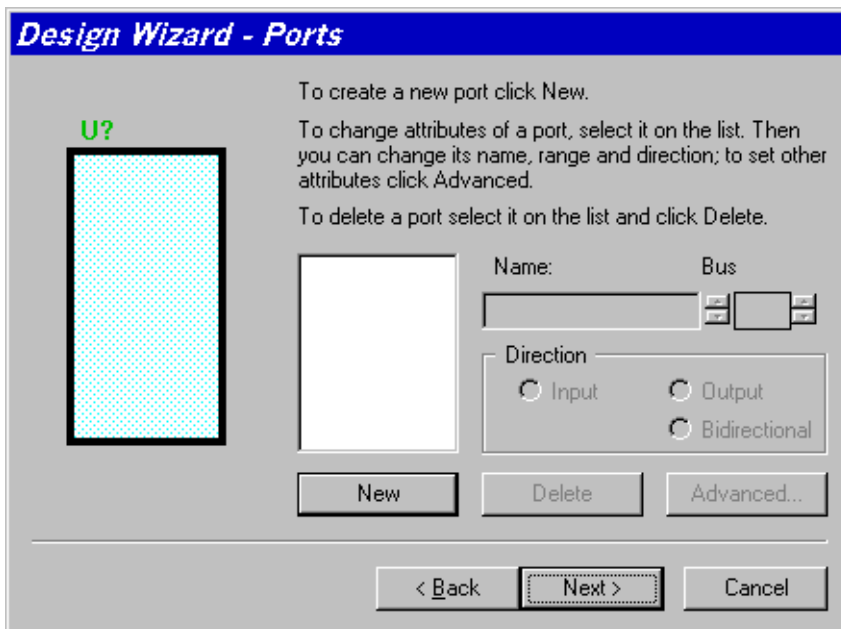 Design Wizard - Ports
To create a new port click New.
U?
To change attributes of a port, select it on the list. Then
you can change its name, range and direction; to set other
attributes click Advanced.
To delete a port select it on the list and click Delete.
Name: Bus
Direction
Input Output
Bidirectional
New Delete Advanced...
< Back Next > Cancel